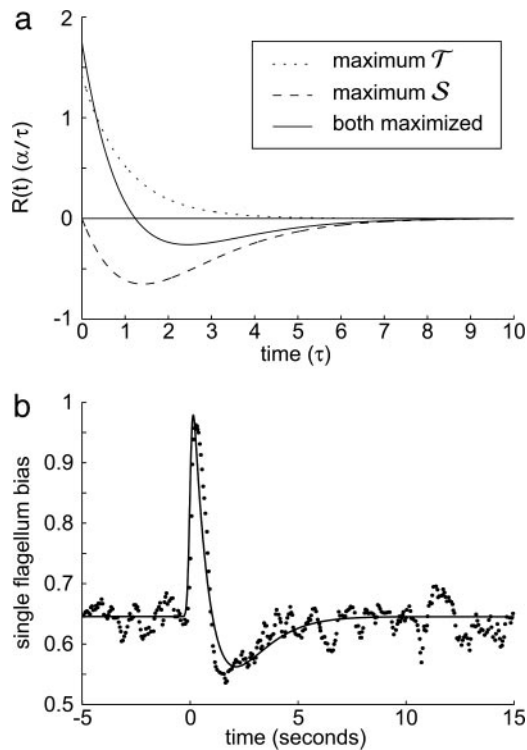 a
2
1
0
-1
R(t) (α/τ)
maximum 𝒯
maximum 𝒮
both maximized
0 1 2 3 4 5 6 7 8 9 10
time (τ)
b
1
0.9
0.8
0.7
0.6
0.5
single flagellum bias
-5 0 5 10 15
time (seconds)